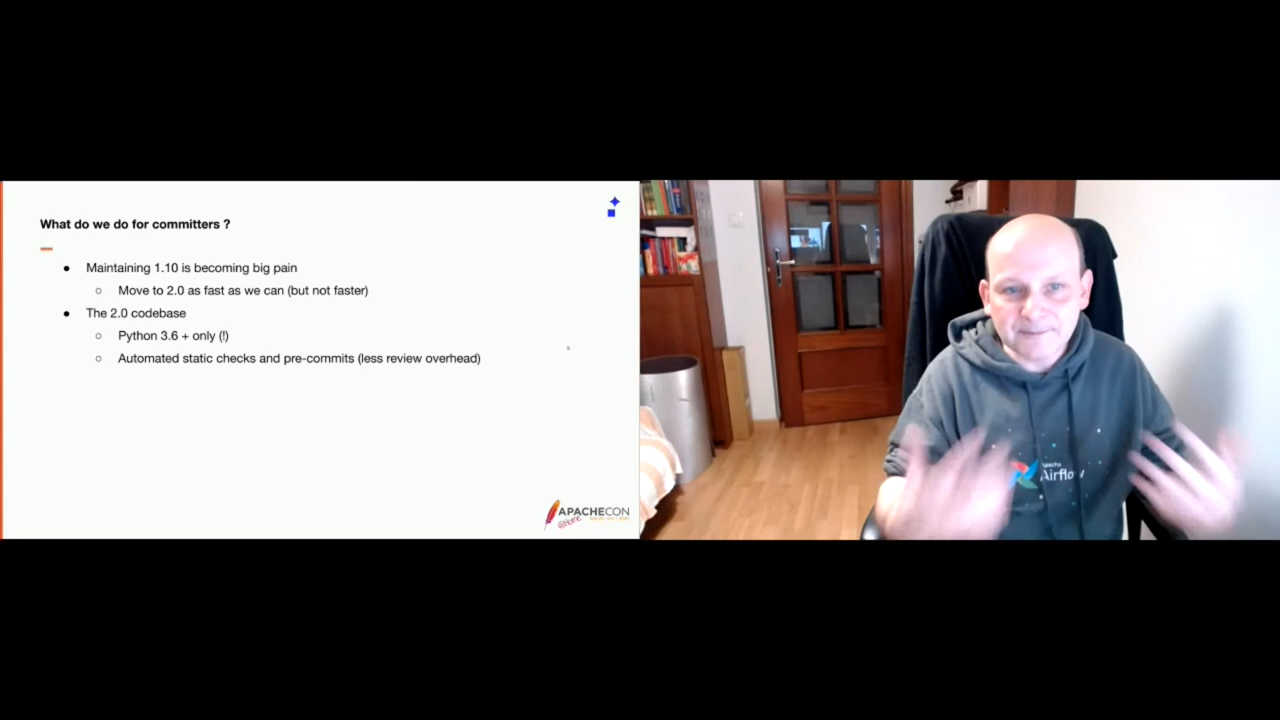 What do we do for committers ?
● Maintaining 1.10 is becoming big pain
○ Move to 2.0 as fast as we can (but not faster)
● The 2.0 codebase
○ Python 3.6 + only (!)
○ Automated static checks and pre-commits (less review overhead)
APACHECON
@Home
Apache
Airflow